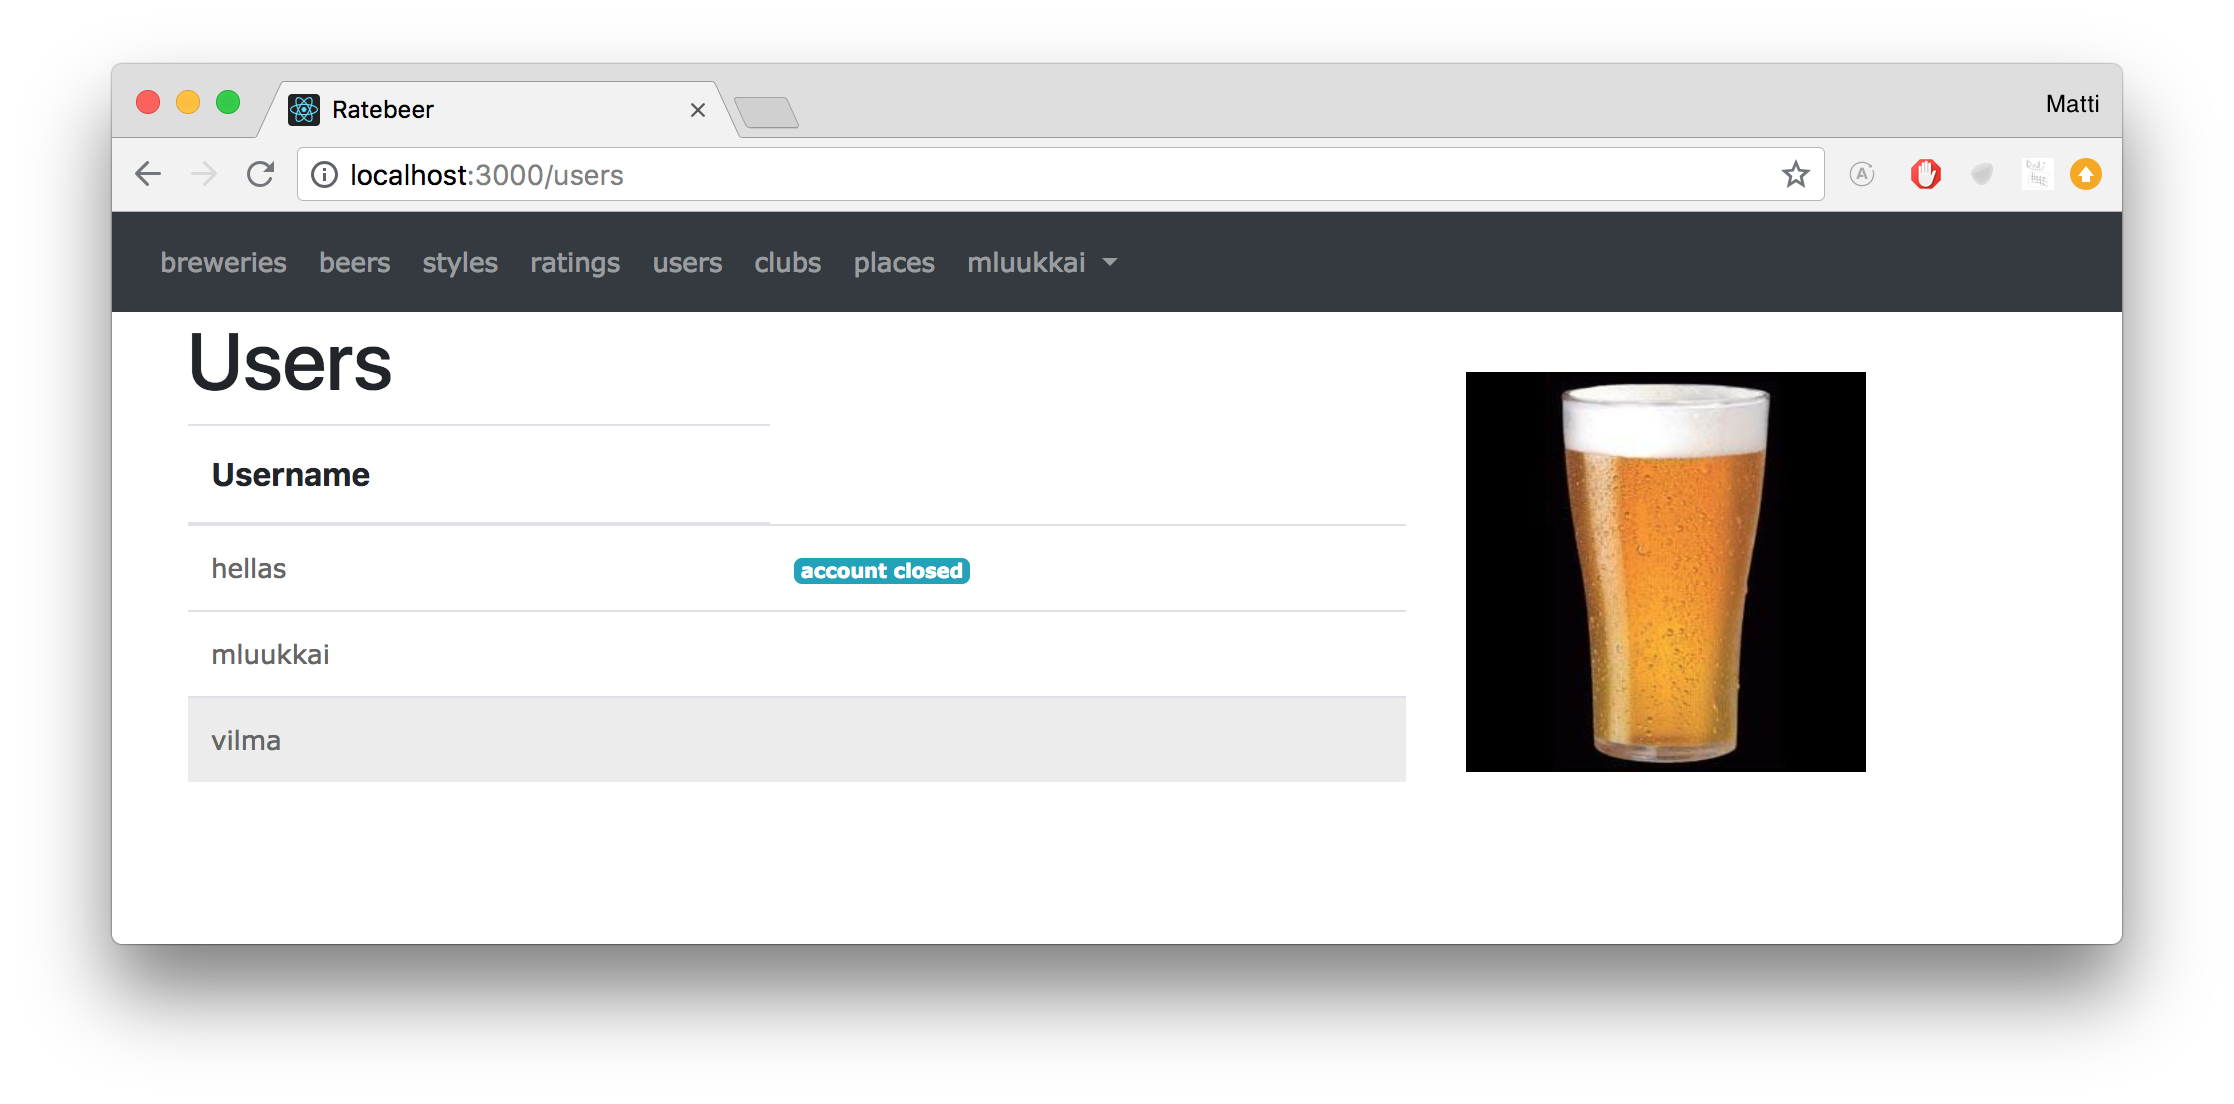 Ratebeer
Matti
localhost:3000/users
breweries beers styles ratings users clubs places mluukkai
Users
Username
hellas account closed
mluukkai
vilma